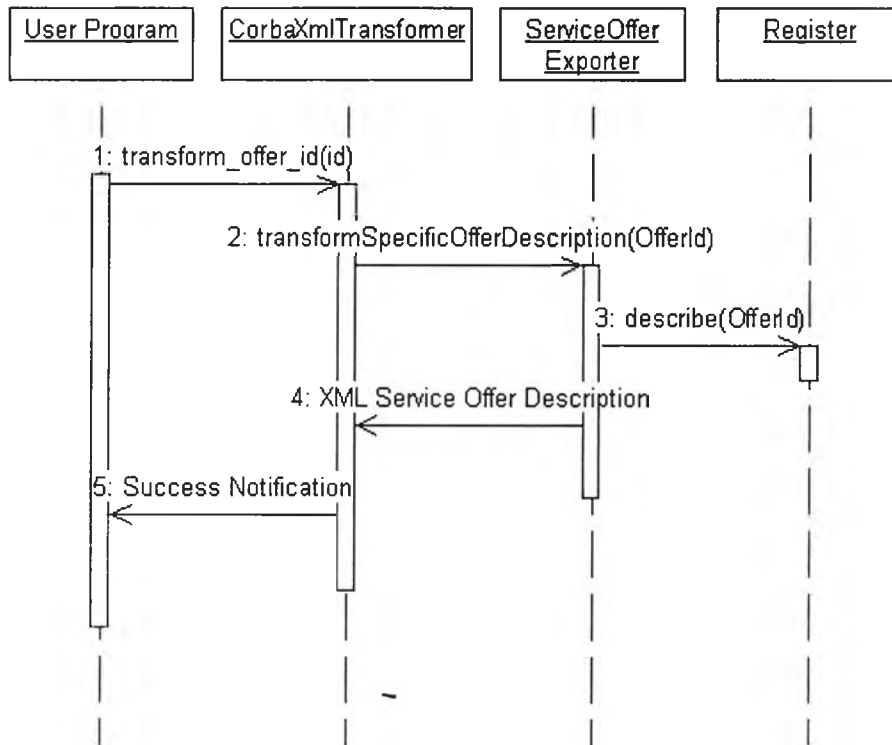 User Program
CorbaXmlTransformer
ServiceOffer
Exporter
Register
1: transform_offer_id(id)
2: transformSpecificOfferDescription(OfferId)
3: describe(OfferId)
4: XML Service Offer Description
5: Success Notification